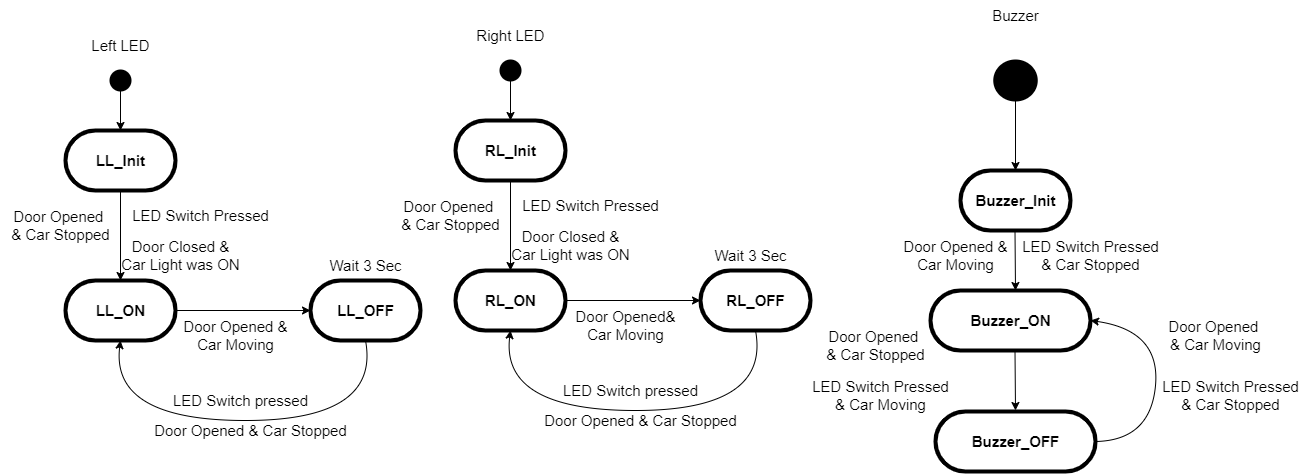 Left LED
LL_Init
Door Opened
& Car Stopped
LED Switch Pressed
Door Closed &
Car Light was ON
LL_ON
Door Opened &
Car Moving
Wait 3 Sec
LL_OFF
LED Switch pressed
Door Opened & Car Stopped
Right LED
RL_Init
Door Opened
& Car Stopped
LED Switch Pressed
Door Closed &
Car Light was ON
RL_ON
Door Opened&
Car Moving
Wait 3 Sec
RL_OFF
LED Switch pressed
Door Opened & Car Stopped
Buzzer
Buzzer_Init
Door Opened &
Car Moving
LED Switch Pressed
& Car Stopped
Buzzer_ON
Door Opened
& Car Stopped
LED Switch Pressed
& Car Moving
Door Opened
& Car Moving
LED Switch Pressed
& Car Stopped
Buzzer_OFF